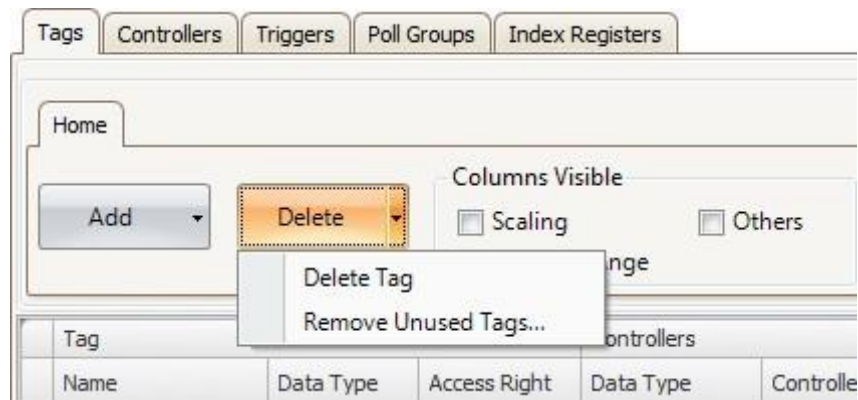 Tags Controllers Triggers Poll Groups Index Registers
Home
Columns Visible
Add Delete Scaling Others
Delete Tag
Remove Unused Tags...
Tag
Name Data Type Access Right Data Type